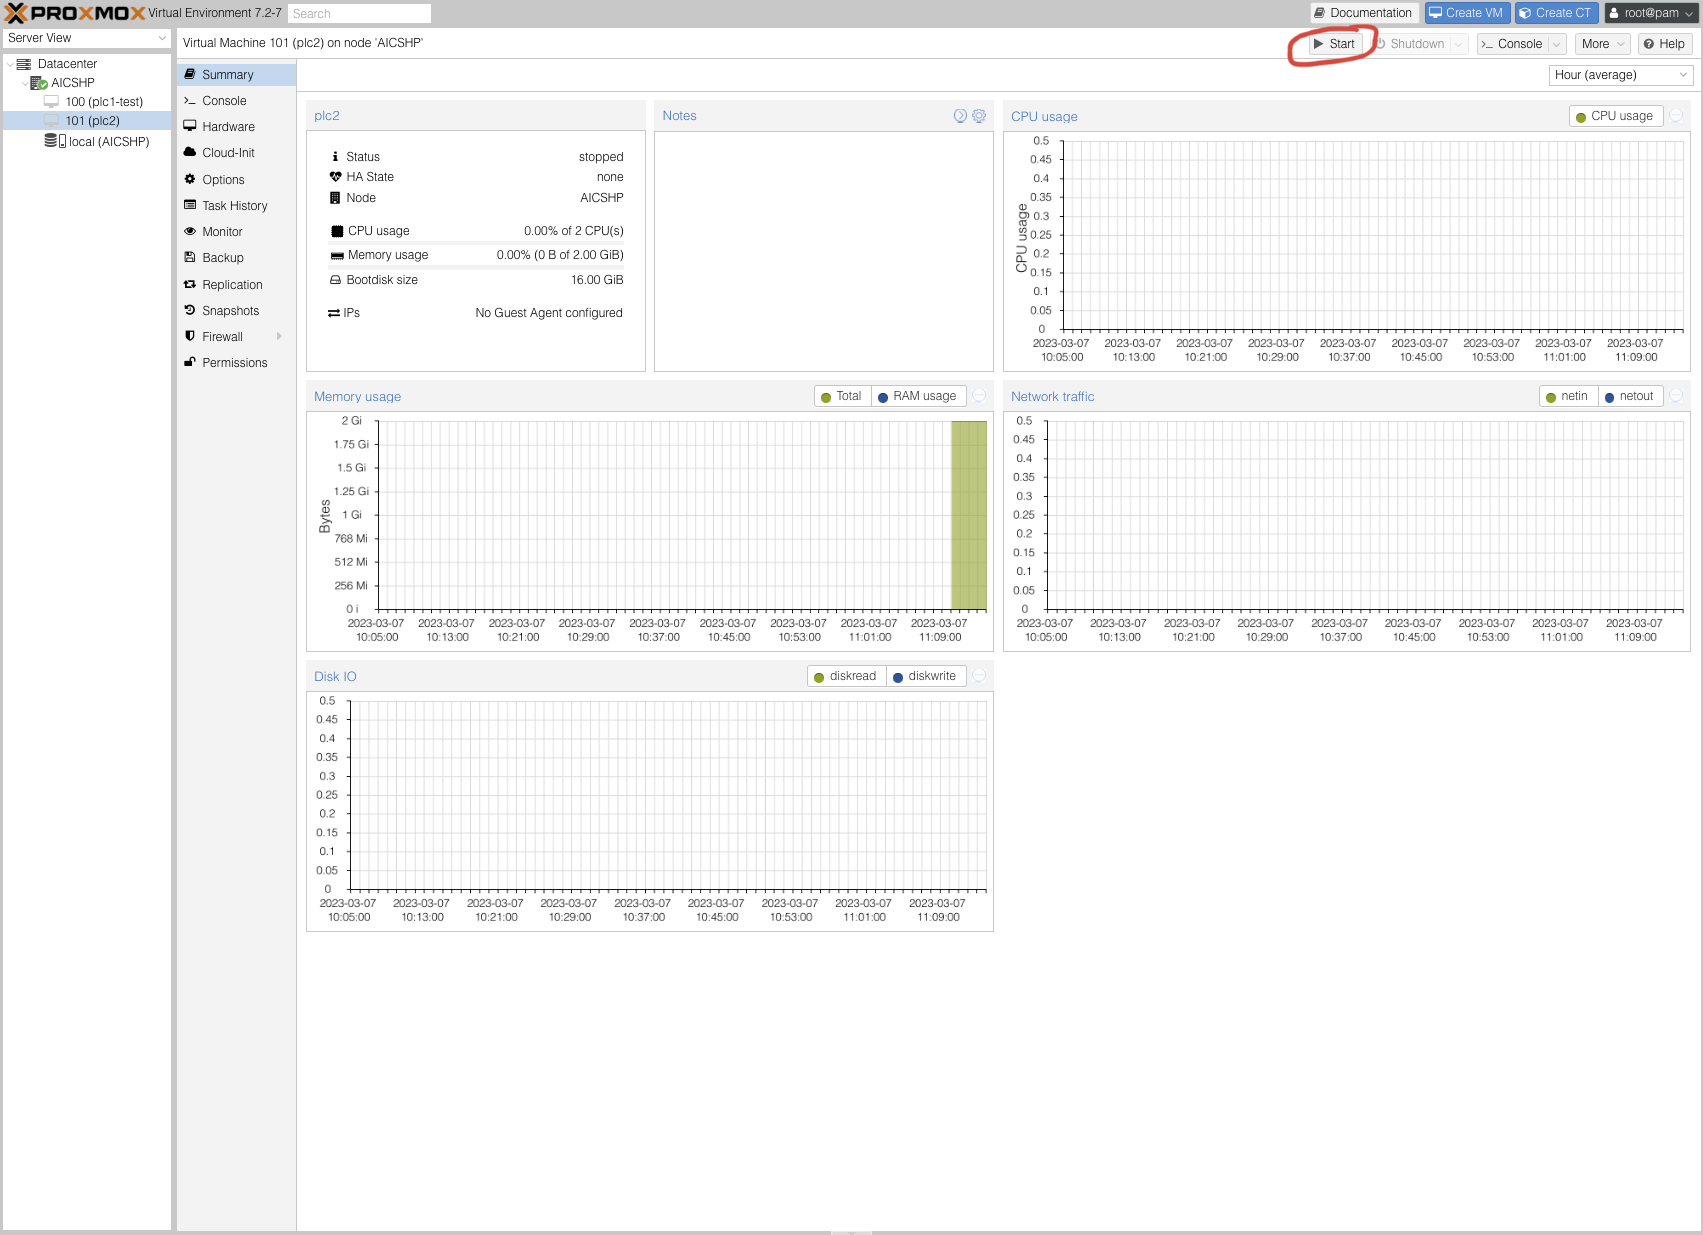 PROXMOX Virtual Environment 7.2-7 Search Documentation Create VM Create CT root@pam
Server View
Datacenter
AICSHP
100 (plc1-test)
101 (plc2)
local (AICSHP)
Virtual Machine 101 (plc2) on node 'AICSHP' Start Shutdown Console More Help
Summary
Console
Hardware
Cloud-Init
Options
Task History
Monitor
Backup
Replication
Snapshots
Firewall
Permissions
Hour (average)
plc2
Status stopped
HA State none
Node AICSHP
CPU usage 0.00% of 2 CPU(s)
Memory usage 0.00% (0 B of 2.00 GiB)
Bootdisk size 16.00 GiB
IPs No Guest Agent configured
Notes
CPU usage CPU usage
CPU usage
0.5
0.45
0.4
0.35
0.3
0.25
0.2
0.15
0.1
0.05
0
2023-03-07 2023-03-07 2023-03-07 2023-03-07 2023-03-07 2023-03-07 2023-03-07 2023-03-07 2023-03-07
10:05:00 10:13:00 10:21:00 10:29:00 10:37:00 10:45:00 10:53:00 11:01:00 11:09:00
Memory usage Total RAM usage
Bytes
2 Gi
1.75 Gi
1.5 Gi
1.25 Gi
1 Gi
768 Mi
512 Mi
256 Mi
0 i
2023-03-07 2023-03-07 2023-03-07 2023-03-07 2023-03-07 2023-03-07 2023-03-07 2023-03-07 2023-03-07
10:05:00 10:13:00 10:21:00 10:29:00 10:37:00 10:45:00 10:53:00 11:01:00 11:09:00
Network traffic netin netout
0.5
0.45
0.4
0.35
0.3
0.25
0.2
0.15
0.1
0.05
0
2023-03-07 2023-03-07 2023-03-07 2023-03-07 2023-03-07 2023-03-07 2023-03-07 2023-03-07 2023-03-07
10:05:00 10:13:00 10:21:00 10:29:00 10:37:00 10:45:00 10:53:00 11:01:00 11:09:00
Disk IO diskread diskwrite
0.5
0.45
0.4
0.35
0.3
0.25
0.2
0.15
0.1
0.05
0
2023-03-07 2023-03-07 2023-03-07 2023-03-07 2023-03-07 2023-03-07 2023-03-07 2023-03-07 2023-03-07
10:05:00 10:13:00 10:21:00 10:29:00 10:37:00 10:45:00 10:53:00 11:01:00 11:09:00